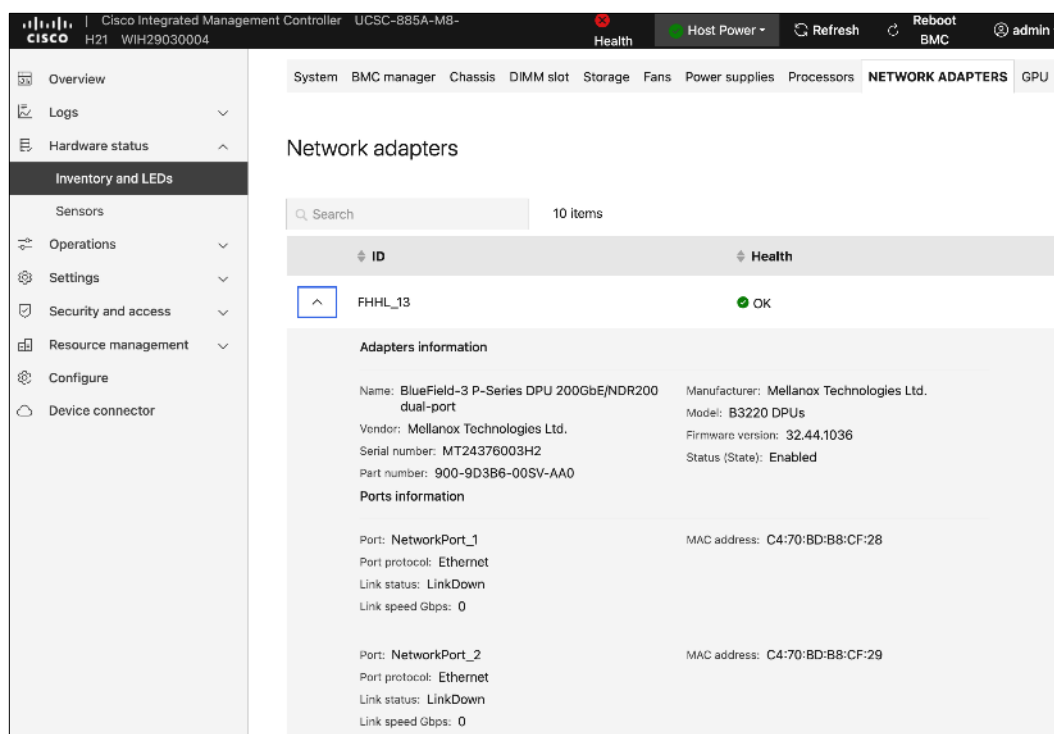 Cisco Integrated Management Controller UCSC-885A-M8-
CISCO H21 WIH29030004
Health
Host Power
Refresh
Reboot
BMC
admin
Overview
Logs
Hardware status
Inventory and LEDs
Sensors
Operations
Settings
Security and access
Resource management
Configure
Device connector
System BMC manager Chassis DIMM slot Storage Fans Power supplies Processors NETWORK ADAPTERS GPU
Network adapters
Search 10 items
ID Health
FHHL_13 OK
Adapters information
Name: BlueField-3 P-Series DPU 200GbE/NDR200
dual-port
Vendor: Mellanox Technologies Ltd.
Serial number: MT24376003H2
Part number: 900-9D3B6-00SV-AA0
Manufacturer: Mellanox Technologies Ltd.
Model: B3220 DPUs
Firmware version: 32.44.1036
Status (State): Enabled
Ports information
Port: NetworkPort_1 MAC address: C4:70:BD:B8:CF:28
Port protocol: Ethernet
Link status: LinkDown
Link speed Gbps: 0
Port: NetworkPort_2 MAC address: C4:70:BD:B8:CF:29
Port protocol: Ethernet
Link status: LinkDown
Link speed Gbps: 0